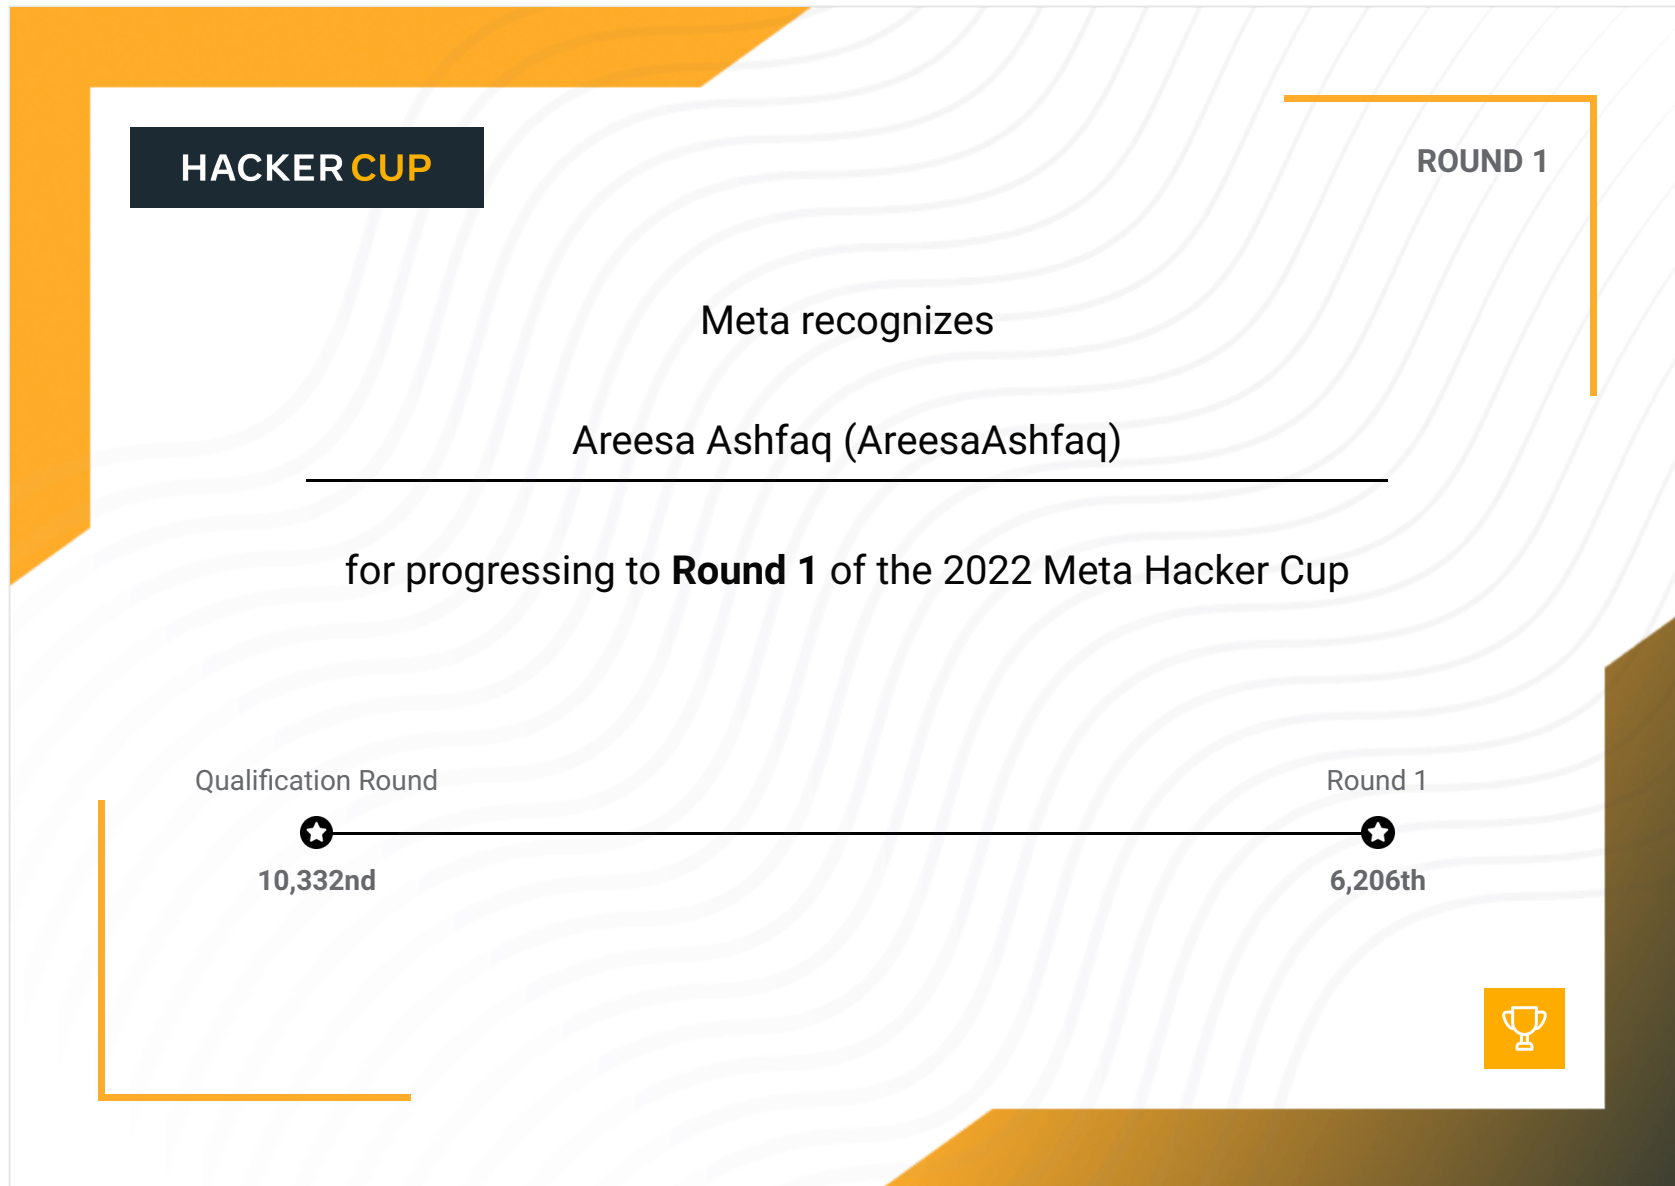 HACKER CUP
ROUND 1
Meta recognizes
Areesa Ashfaq (AreesaAshfaq)
for progressing to Round 1 of the 2022 Meta Hacker Cup
Qualification Round
Round 1
10,332nd
6,206th